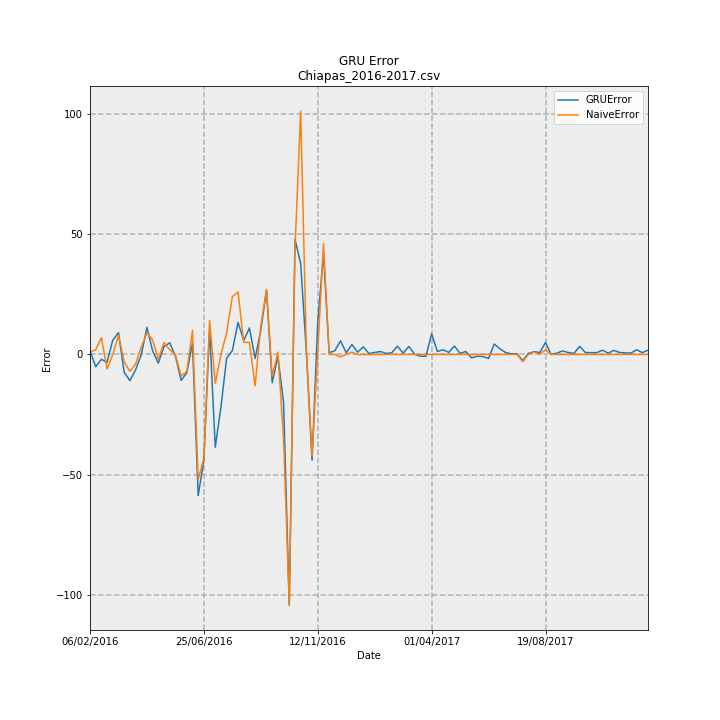 GRU Error
Chiapas_2016-2017.csv
GRUError
NaiveError
100
50
0
−50
−100
Error
06/02/2016
25/06/2016
12/11/2016
01/04/2017
19/08/2017
Date